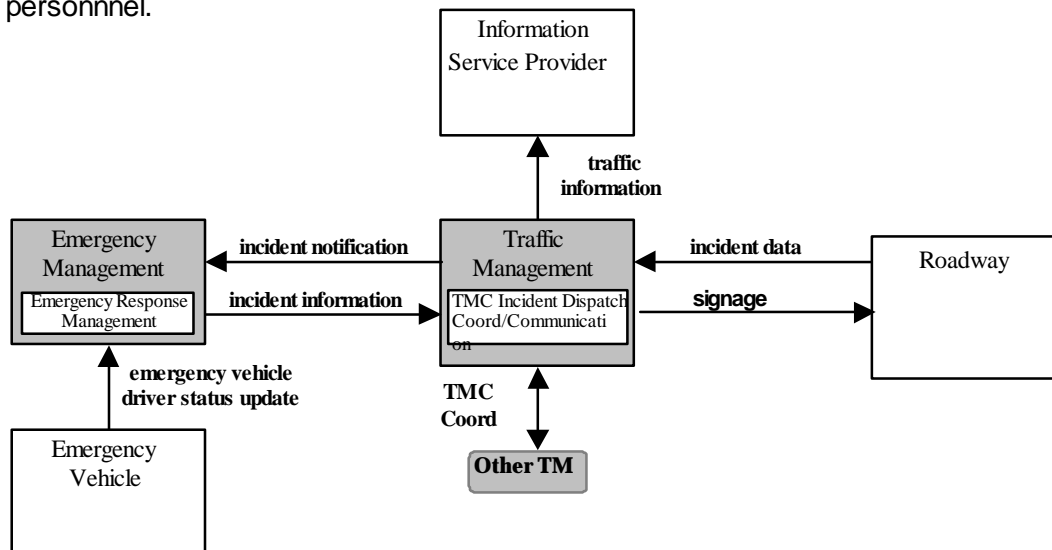 personnnel.
Information
Service Provider
traffic
information
Emergency
Management
Emergency Response
Management
incident notification
incident information
Traffic
Management
TMC Incident Dispatch
Coord/Communicati
on
incident data
signage
Roadway
emergency vehicle
driver status update
TMC
Coord
Emergency
Vehicle
Other TM